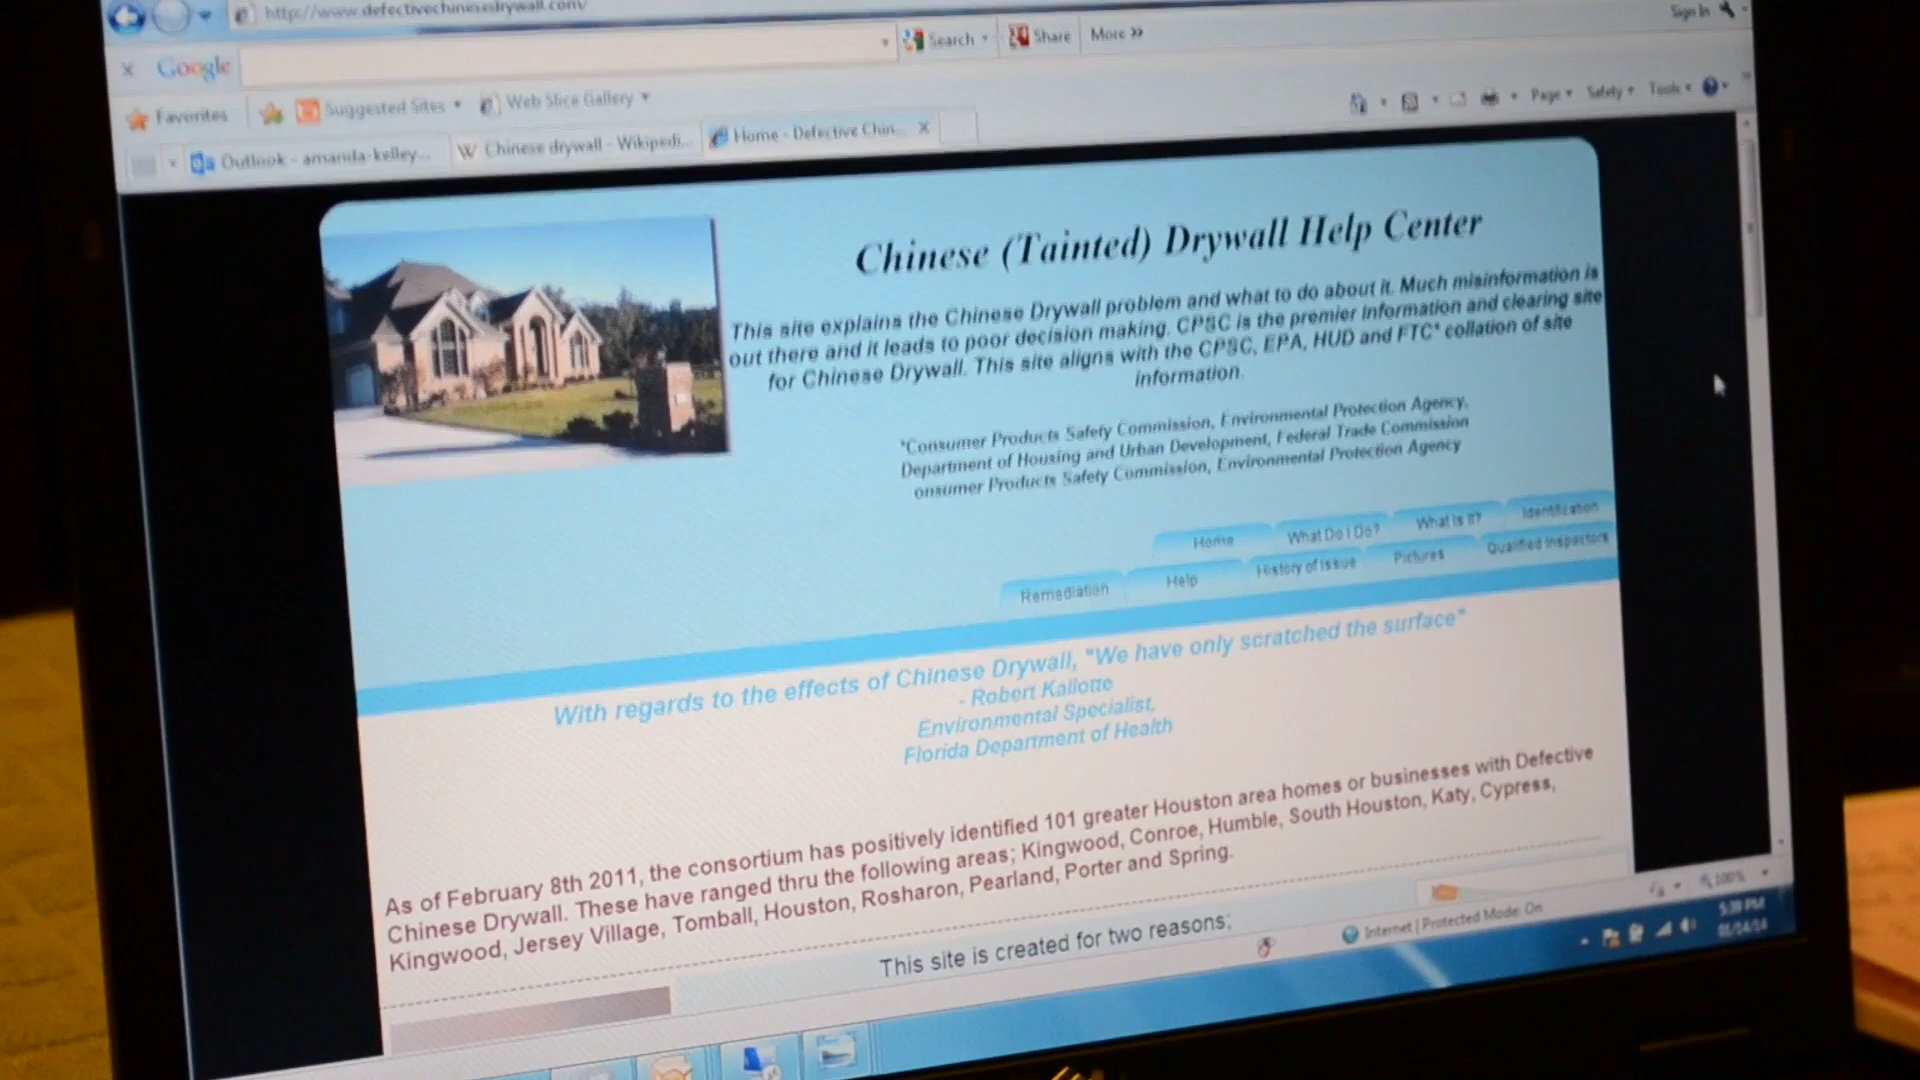 http://www.defectivechinesedrywall.com/
Sign In
Google
Search
Share
More »
Favorites
Suggested Sites
Web Slice Gallery
Page
Safety
Tools
Outlook - amanda-kelley...
Chinese drywall - Wikipedi...
Home - Defective Chin...
Chinese (Tainted) Drywall Help Center
This site explains the Chinese Drywall problem and what to do about it. Much misinformation is
out there and it leads to poor decision making. CPSC is the premier information and clearing site
for Chinese Drywall. This site aligns with the CPSC, EPA, HUD and FTC* collation of site
information.
*Consumer Products Safety Commission, Environmental Protection Agency,
Department of Housing and Urban Development, Federal Trade Commission
onsumer Products Safety Commission, Environmental Protection Agency
Home
What Do I Do?
What Is It?
Identification
Remediation
Help
History of Issue
Pictures
Qualified Inspectors
With regards to the effects of Chinese Drywall, "We have only scratched the surface"
- Robert Kallotte
Environmental Specialist,
Florida Department of Health
As of February 8th 2011, the consortium has positively identified 101 greater Houston area homes or businesses with Defective
Chinese Drywall. These have ranged thru the following areas; Kingwood, Conroe, Humble, South Houston, Katy, Cypress,
Kingwood, Jersey Village, Tomball, Houston, Rosharon, Pearland, Porter and Spring.
This site is created for two reasons;
Internet | Protected Mode: On
100%